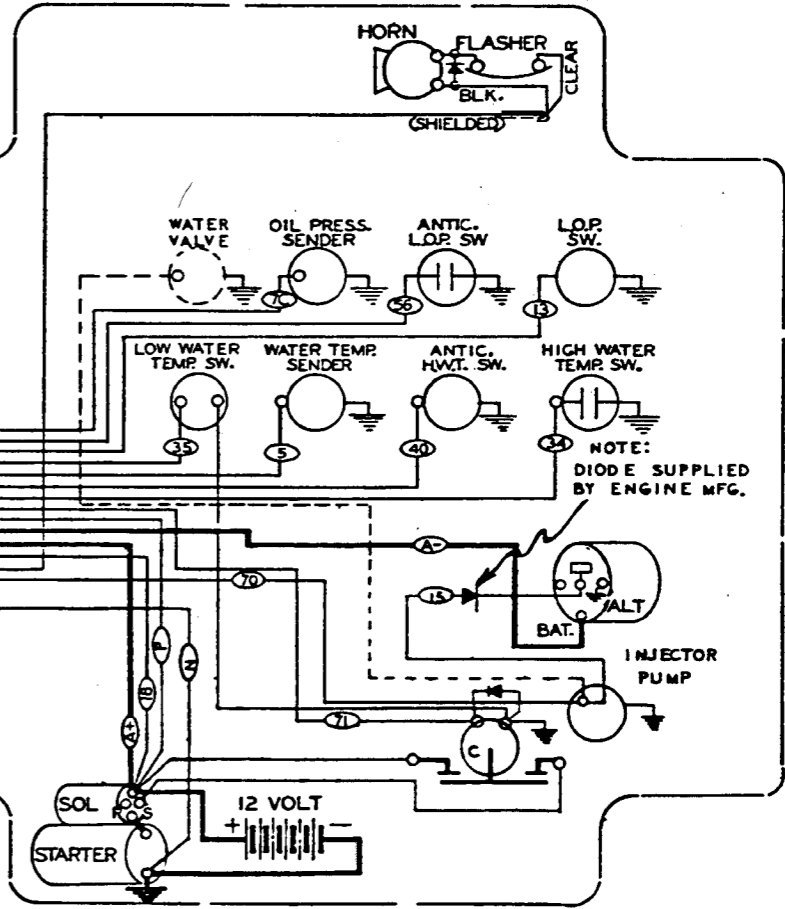 HORN
FLASHER
CLEAR
BLK.
(SHIELDED)
WATER
VALVE
OIL PRESS.
SENDER
ANTIC.
L.O.P. SW
L.O.P.
SW.
7C
56
13
LOW WATER
TEMP. SW.
WATER TEMP.
SENDER
ANTIC.
H.W.T. SW.
HIGH WATER
TEMP. SW.
35
5
40
34
NOTE:
DIODE SUPPLIED
BY ENGINE MFG.
A-
70
15
ALT
BAT.
INJECTOR
PUMP
P
N
18
A+
71
C
SOL
R
S
12 VOLT
+
−
STARTER